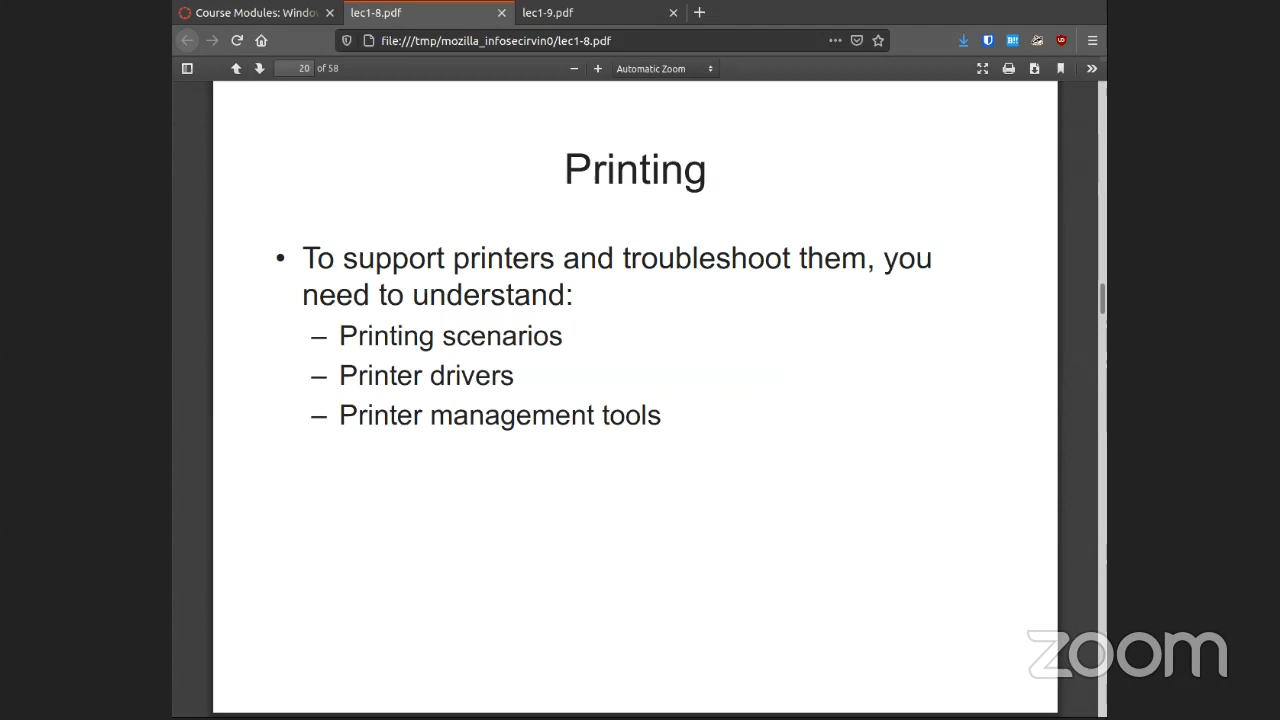 Course Modules: Windo
lec1-8.pdf
lec1-9.pdf
file:///tmp/mozilla_infosecirvin0/lec1-8.pdf
20 of 58
Automatic Zoom
Printing
• To support printers and troubleshoot them, you
need to understand:
– Printing scenarios
– Printer drivers
– Printer management tools
zoom